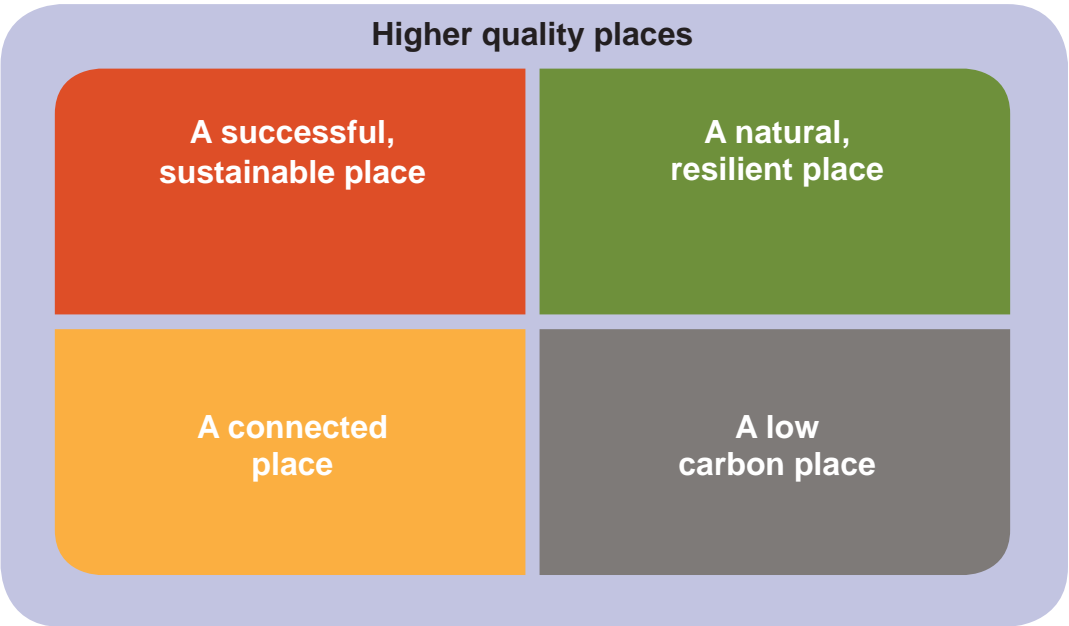 Higher quality places
A successful,
sustainable place
A natural,
resilient place
A connected
place
A low
carbon place